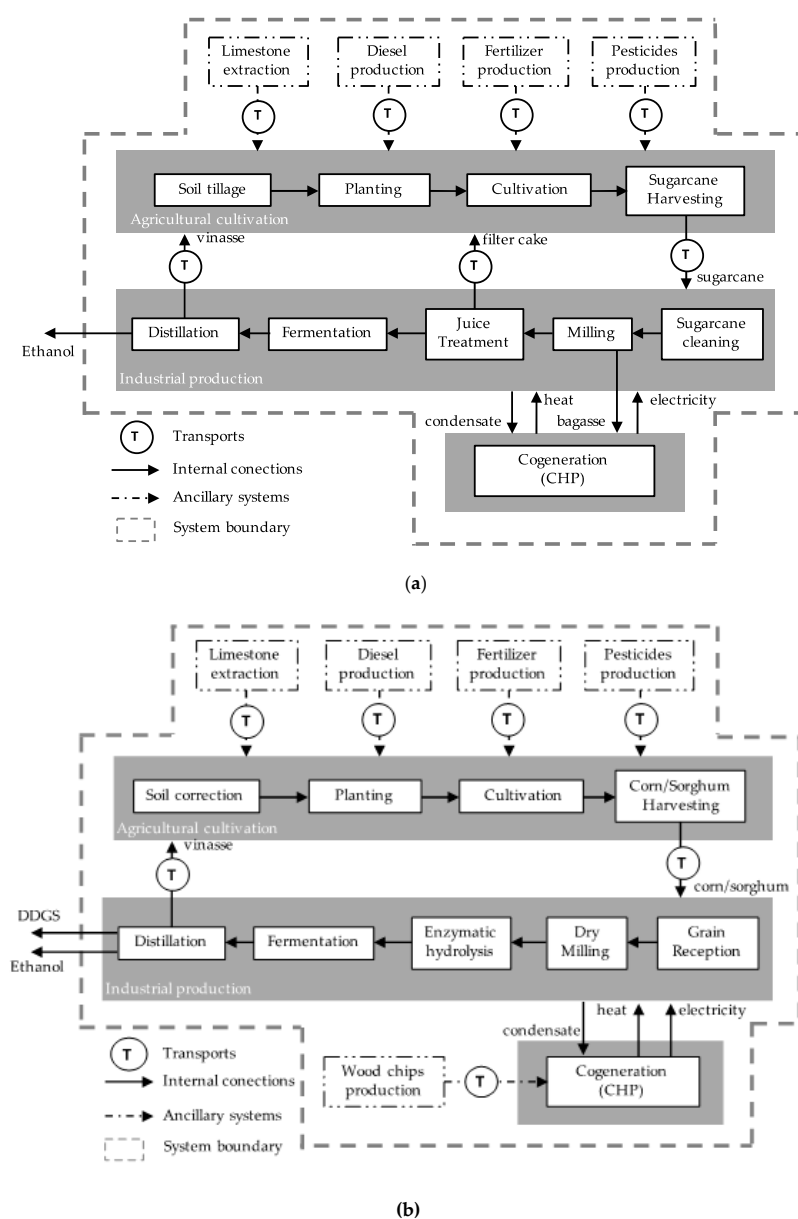 Limestone
extraction
Diesel
production
Fertilizer
production
Pesticides
production
T
T
T
T
Soil tillage
Planting
Cultivation
Sugarcane
Harvesting
Agricultural cultivation
vinasse
filter cake
T
T
T
sugarcane
Distillation
Fermentation
Juice
Treatment
Milling
Sugarcane
cleaning
Ethanol
Industrial production
condensate
heat
bagasse
electricity
Cogeneration
(CHP)
T
Transports
Internal conections
Ancillary systems
System boundary
(a)
Limestone
extraction
Diesel
production
Fertilizer
production
Pesticides
production
T
T
T
T
Soil correction
Planting
Cultivation
Corn/Sorghum
Harvesting
Agricultural cultivation
vinasse
T
T
corn/sorghum
DDGS
Ethanol
Distillation
Fermentation
Enzymatic
hydrolysis
Dry
Milling
Grain
Reception
Industrial production
condensate
heat
electricity
Wood chips
production
T
Cogeneration
(CHP)
T
Transports
Internal conections
Ancillary systems
System boundary
(b)